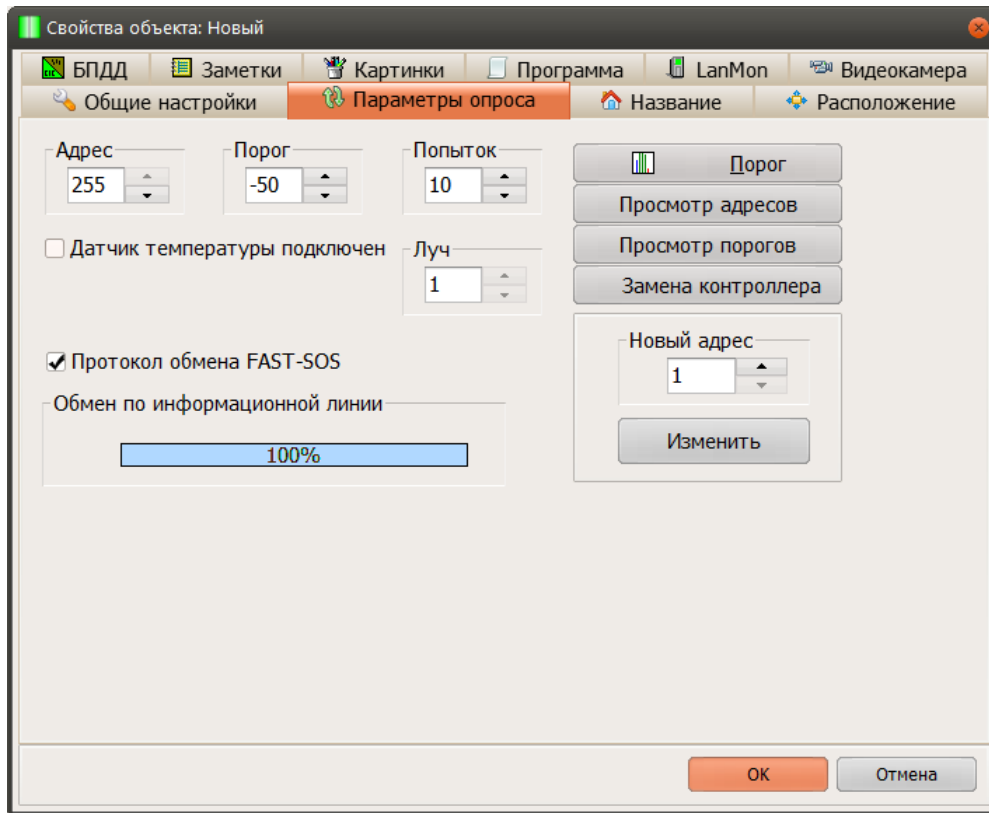 Свойства объекта: Новый
БПДД Заметки Картинки Программа LanMon Видеокамера
Общие настройки Параметры опроса Название Расположение
Адрес Порог Попыток
255 -50 10
Порог
Просмотр адресов
Датчик температуры подключен Луч
1
Просмотр порогов
Замена контроллера
Новый адрес
1
Протокол обмена FAST-SOS
Обмен по информационной линии
100%
Изменить
OK Отмена